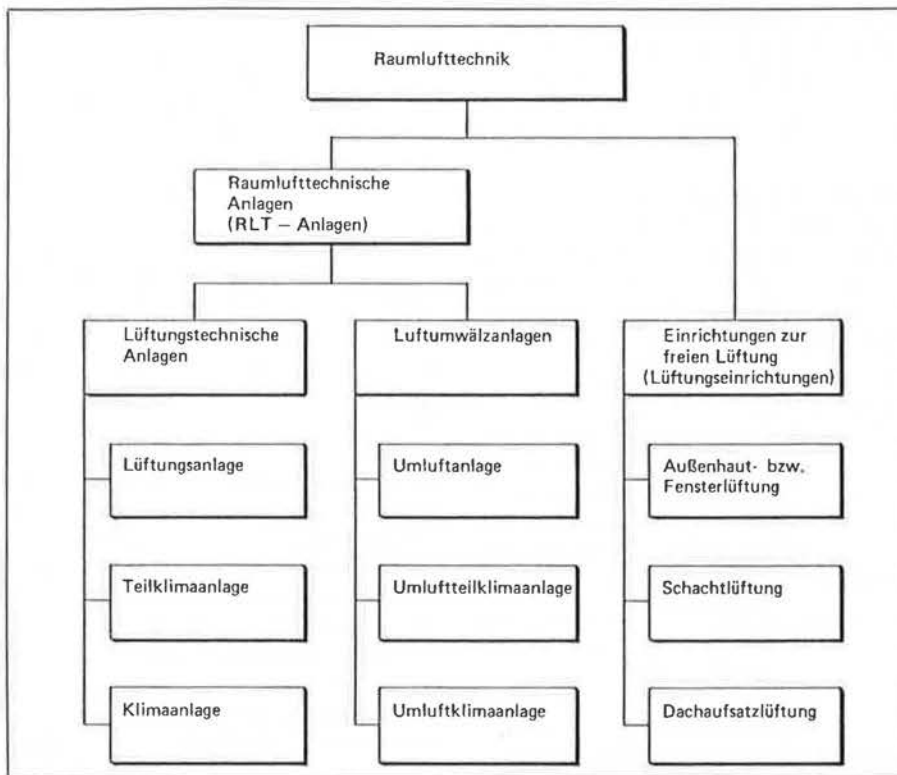 Raumlufttechnik
Raumlufttechnische
Anlagen
(RLT – Anlagen)
Lüftungstechnische
Anlagen
Luftumwälzanlagen
Einrichtungen zur
freien Lüftung
(Lüftungseinrichtungen)
Lüftungsanlage
Umluftanlage
Außenhaut- bzw.
Fensterlüftung
Teilklimaanlage
Umluftteilklimaanlage
Schachtlüftung
Klimaanlage
Umluftklimaanlage
Dachaufsatzlüftung